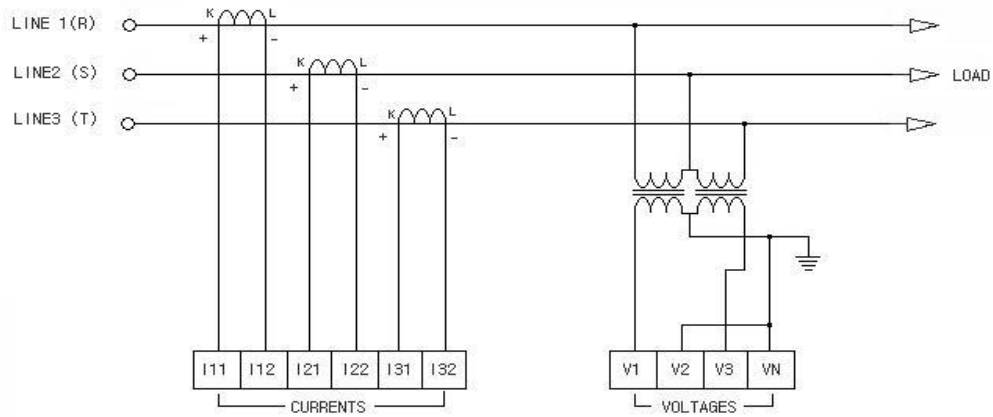 LINE 1(R)
K L
+ -
LINE2 (S)
K L
+ -
LOAD
LINE3 (T)
K L
+ -
I11 I12 I21 I22 I31 I32
V1 V2 V3 VN
CURRENTS
VOLTAGES